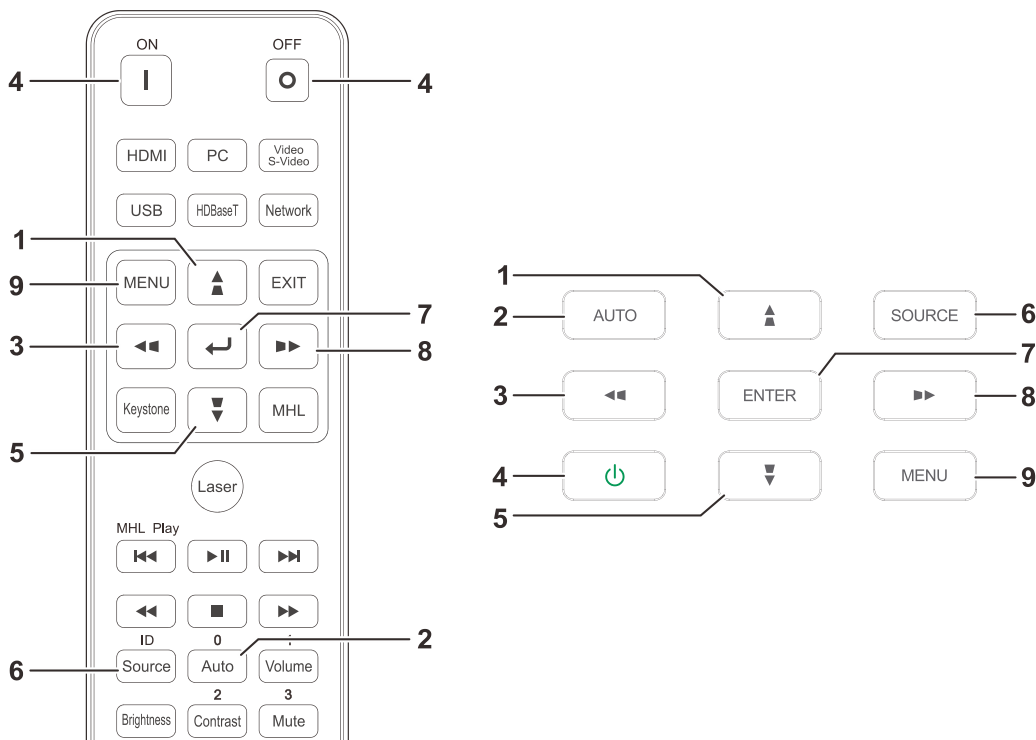 ON OFF
4 4
HDMI PC Video
S-Video
USB HDBaseT Network
1
9 MENU EXIT
7
3 8
Keystone MHL
5
Laser
MHL Play
ID 0
2
6 Source Auto Volume
2 3
Brightness Contrast Mute
1
2 AUTO SOURCE 6
7
3 ENTER 8
4 MENU 9
5